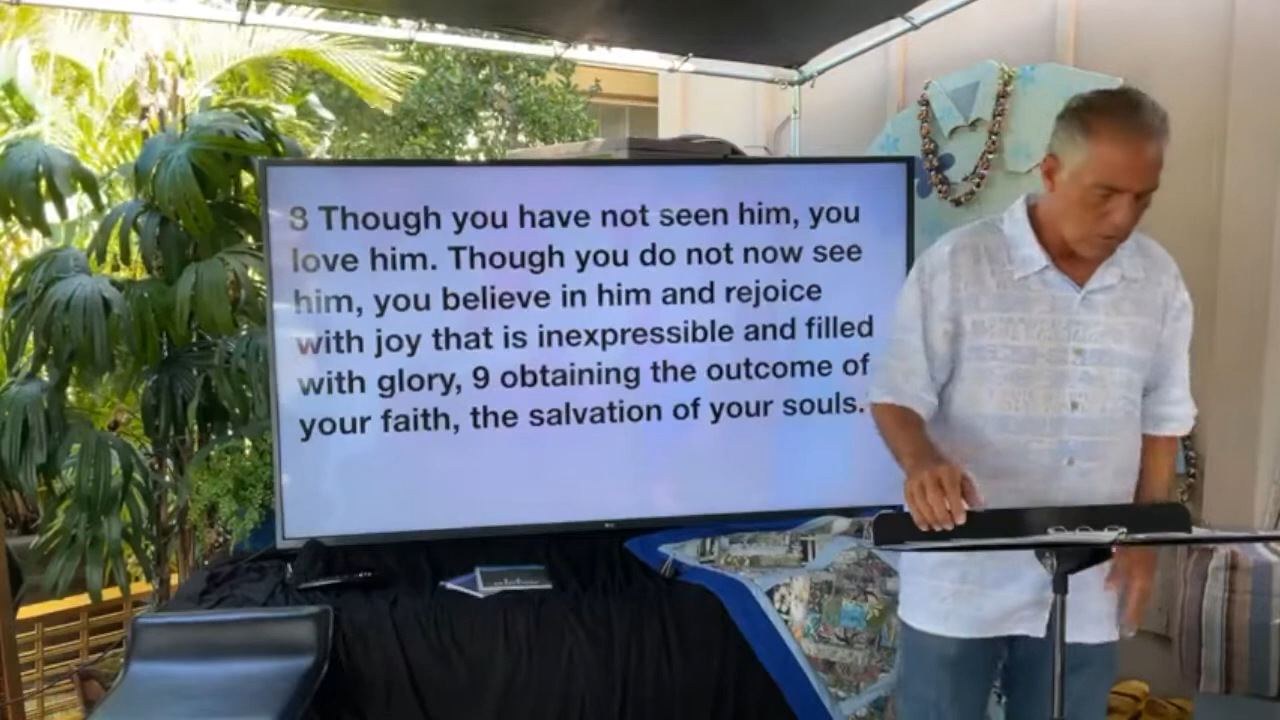 8 Though you have not seen him, you
love him. Though you do not now see
him, you believe in him and rejoice
with joy that is inexpressible and filled
with glory, 9 obtaining the outcome of
your faith, the salvation of your souls.